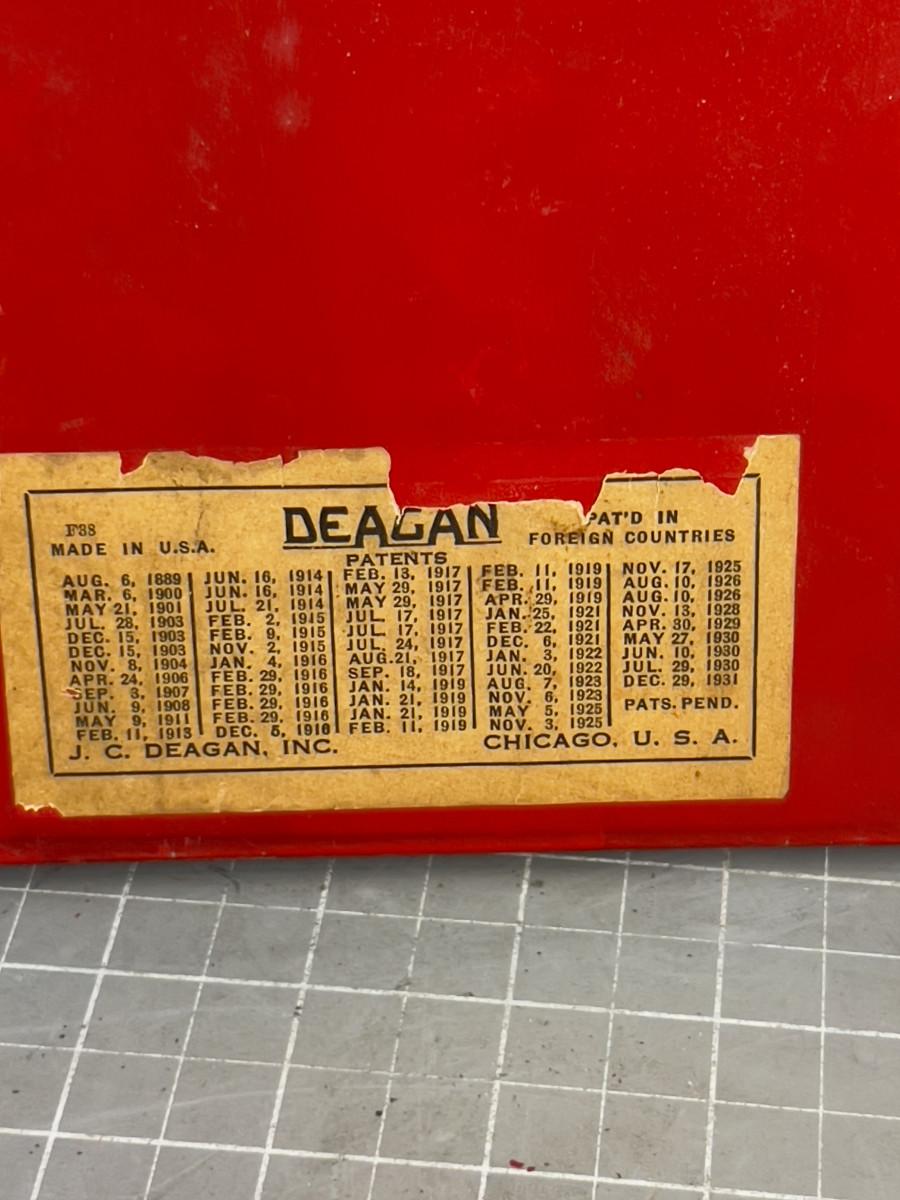 F38
MADE IN U.S.A.
DEAGAN
PAT'D IN
FOREIGN COUNTRIES
PATENTS
AUG. 6, 1889
MAR. 6, 1900
MAY 21, 1901
JUL. 28, 1903
DEC. 15, 1903
DEC. 15, 1903
NOV. 8, 1904
APR. 24, 1906
SEP. 3, 1907
JUN. 9, 1908
MAY 9, 1911
FEB. 11, 1913
JUN. 16, 1914
JUN. 16, 1914
JUL. 21, 1914
FEB. 2, 1915
FEB. 9, 1915
NOV. 2, 1915
JAN. 4, 1916
FEB. 29, 1916
FEB. 29, 1916
FEB. 29, 1916
FEB. 29, 1916
DEC. 5, 1916
FEB. 13, 1917
MAY 29, 1917
MAY 29, 1917
JUL. 17, 1917
JUL. 17, 1917
JUL. 24, 1917
AUG. 21, 1917
SEP. 18, 1917
JAN. 14, 1919
JAN. 21, 1919
JAN. 21, 1919
FEB. 11, 1919
FEB. 11, 1919
FEB. 11, 1919
APR. 29, 1919
JAN. 25, 1921
FEB. 22, 1921
DEC. 6, 1921
JAN. 3, 1922
JUN. 20, 1922
AUG. 7, 1923
NOV. 6, 1923
MAY 5, 1925
NOV. 3, 1925
NOV. 17, 1925
AUG. 10, 1926
AUG. 10, 1926
NOV. 13, 1928
APR. 30, 1929
MAY 27, 1930
JUN. 10, 1930
JUL. 29, 1930
DEC. 29, 1931
PATS. PEND.
J. C. DEAGAN, INC.
CHICAGO, U. S. A.